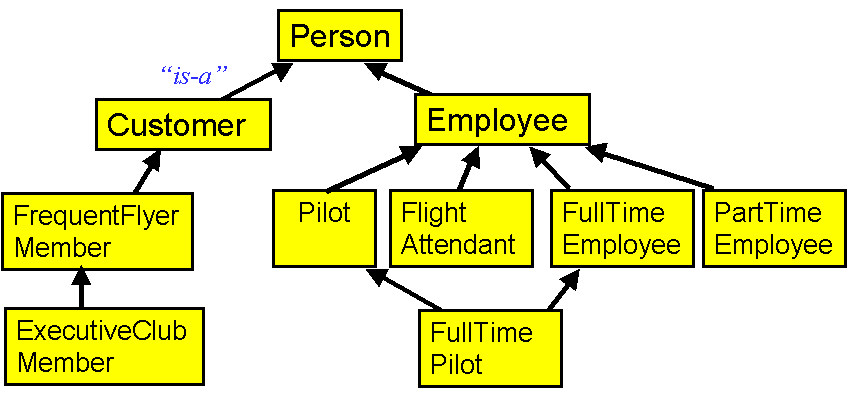 Person
“is-a”
Customer
Employee
FrequentFlyer
Member
Pilot
Flight
Attendant
FullTime
Employee
PartTime
Employee
ExecutiveClub
Member
FullTime
Pilot